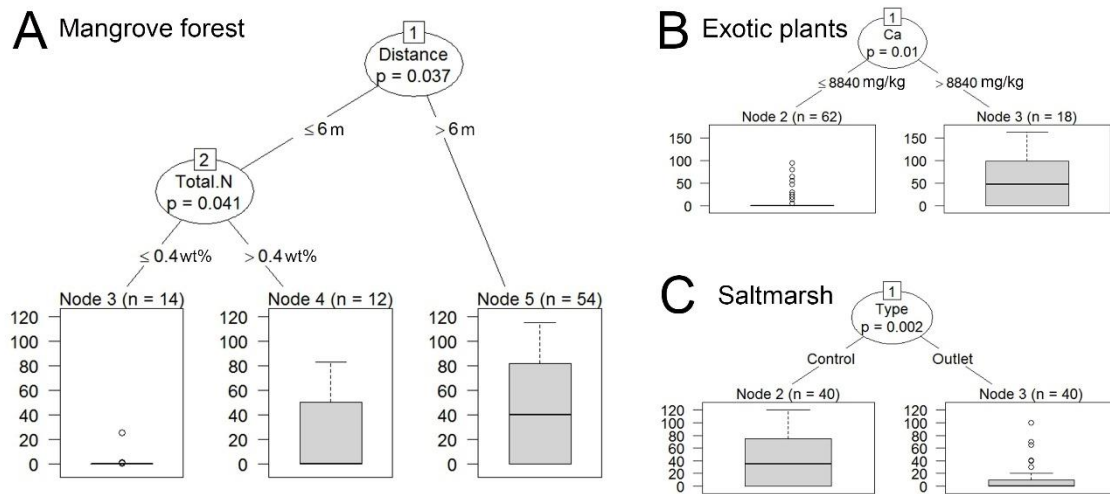 A Mangrove forest
1
Distance
p = 0.037
≤ 6 m
> 6 m
2
Total.N
p = 0.041
≤ 0.4 wt%
> 0.4 wt%
Node 3 (n = 14)
120
100
80
60
40
20
0
Node 4 (n = 12)
120
100
80
60
40
20
0
Node 5 (n = 54)
120
100
80
60
40
20
0
B Exotic plants
1
Ca
p = 0.01
≤ 8840 mg/kg
> 8840 mg/kg
Node 2 (n = 62)
150
100
50
0
Node 3 (n = 18)
150
100
50
0
C Saltmarsh
1
Type
p = 0.002
Control
Outlet
Node 2 (n = 40)
120
100
80
60
40
20
0
Node 3 (n = 40)
120
100
80
60
40
20
0